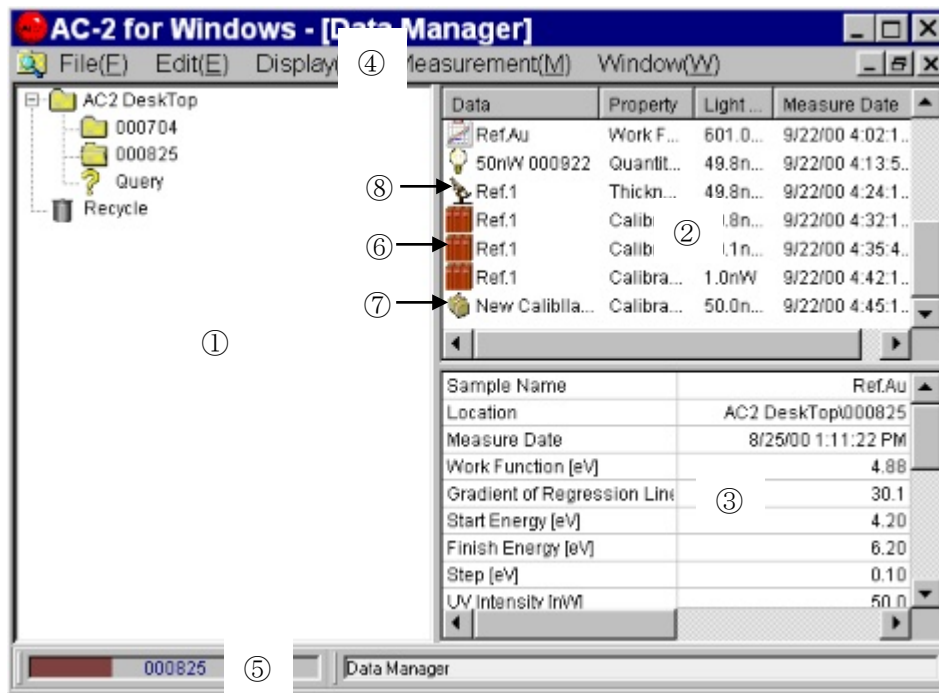 AC-2 for Windows - [Data Manager]
File(F) Edit(E) Display ④ Measurement(M) Window(W)
AC2 DeskTop
000704
000825
Query
Recycle
①
Data Property Light ... Measure Date
Ref.Au Work F... 601.0... 9/22/00 4:02:1..
50nW 000922 Quantit... 49.8n... 9/22/00 4:13:5..
⑧ Ref.1 Thickn... 49.8n... 9/22/00 4:24:1..
Ref.1 Calib .8n... 9/22/00 4:32:1..
②
⑥ Ref.1 Calib .1n... 9/22/00 4:35:4..
Ref.1 Calibra... 1.0nW 9/22/00 4:42:1..
⑦ New Caliblla... Calibra... 50.0n... 9/22/00 4:45:1..
Sample Name Ref.Au
Location AC2 DeskTop\000825
Measure Date 8/25/00 1:11:22 PM
Work Function [eV] 4.88
Gradient of Regression Line 30.1
③
Start Energy [eV] 4.20
Finish Energy [eV] 6.20
Step [eV] 0.10
UV Intensity [nW] 50.0
000825 ⑤ Data Manager